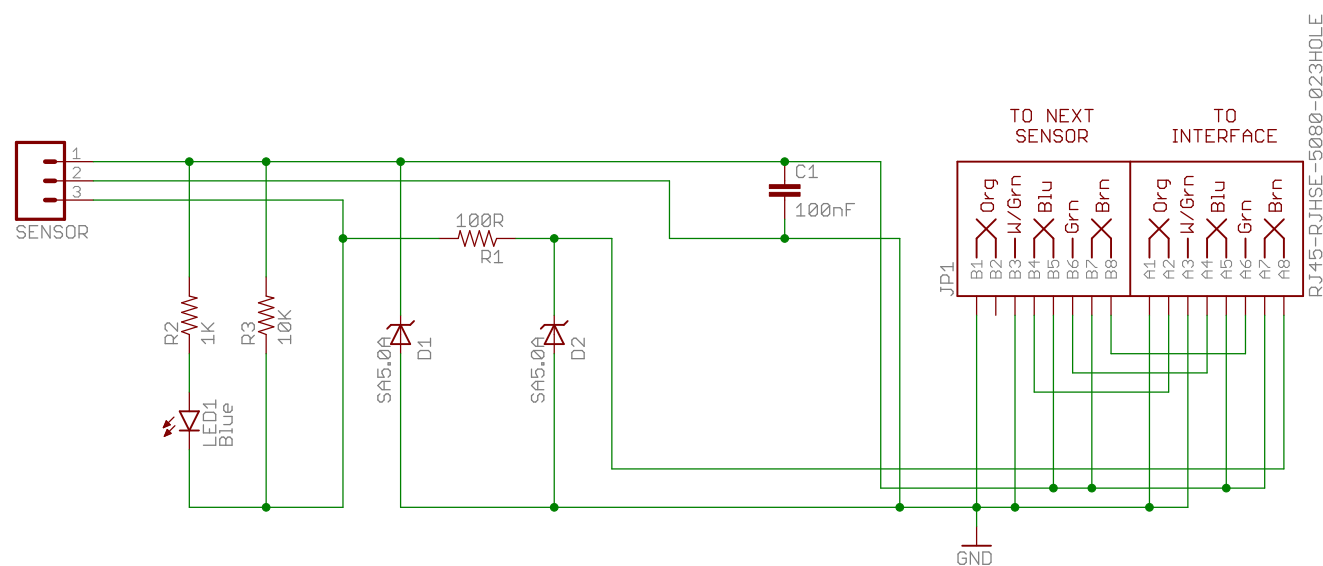 TO NEXT
SENSOR
TO
INTERFACE
RJ45-RJHSE-5080-023HOLE
1
2
3
SENSOR
C1
100nF
100R
R1
R2
1K
R3
10K
SA5.0A
D1
SA5.0A
D2
LED1
Blue
JP1
Org
W/Grn
Blu
Grn
Brn
Org
W/Grn
Blu
Grn
Brn
B1
B2
B3
B4
B5
B6
B7
B8
A1
A2
A3
A4
A5
A6
A7
A8
GND